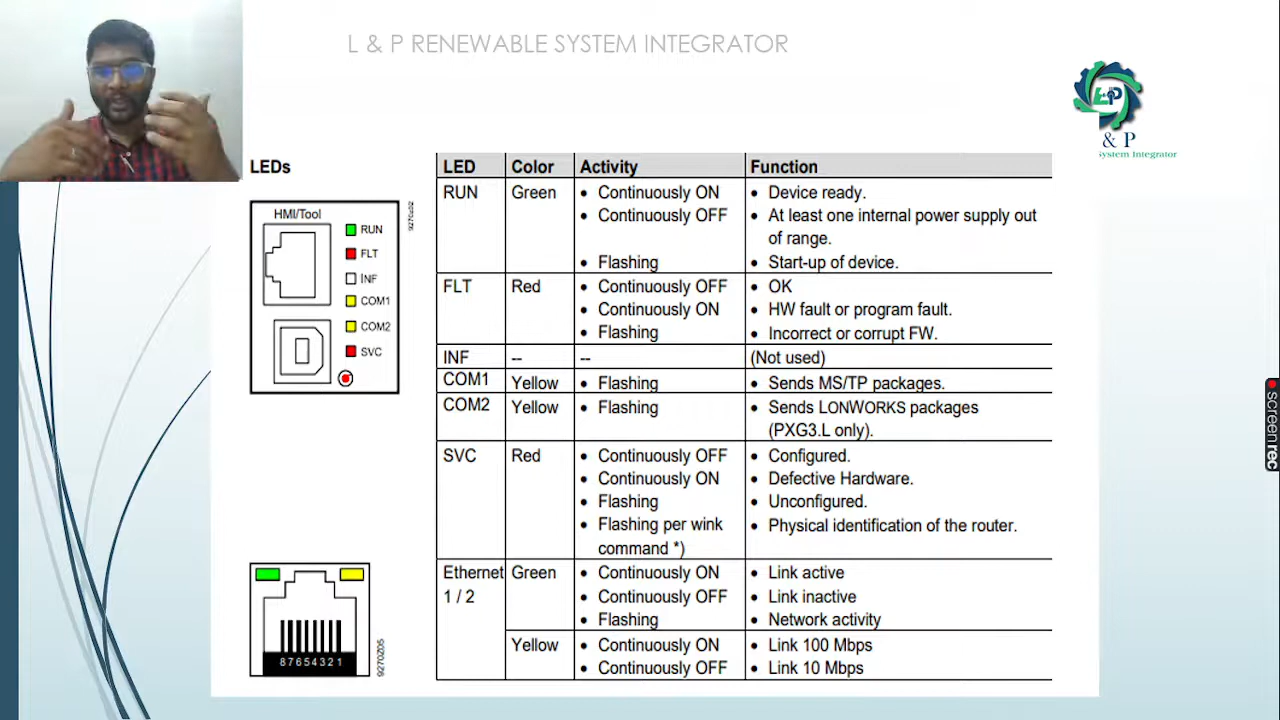 L & P RENEWABLE SYSTEM INTEGRATOR
L&P
& P
System Integrator
LEDs
HMI/Tool
RUN
FLT
INF
COM1
COM2
SVC
9270z02
LED Color Activity Function
RUN Green • Continuously ON • Device ready.
• Continuously OFF • At least one internal power supply out
of range.
• Flashing • Start-up of device.
FLT Red • Continuously OFF • OK
• Continuously ON • HW fault or program fault.
• Flashing • Incorrect or corrupt FW.
INF -- -- (Not used)
COM1 Yellow • Flashing • Sends MS/TP packages.
COM2 Yellow • Flashing • Sends LONWORKS packages
(PXG3.L only).
SVC Red • Continuously OFF • Configured.
• Continuously ON • Defective Hardware.
• Flashing • Unconfigured.
• Flashing per wink • Physical identification of the router.
command *)
Ethernet Green • Continuously ON • Link active
1 / 2 • Continuously OFF • Link inactive
• Flashing • Network activity
Yellow • Continuously ON • Link 100 Mbps
• Continuously OFF • Link 10 Mbps
87654321
9270Z05
screenrec